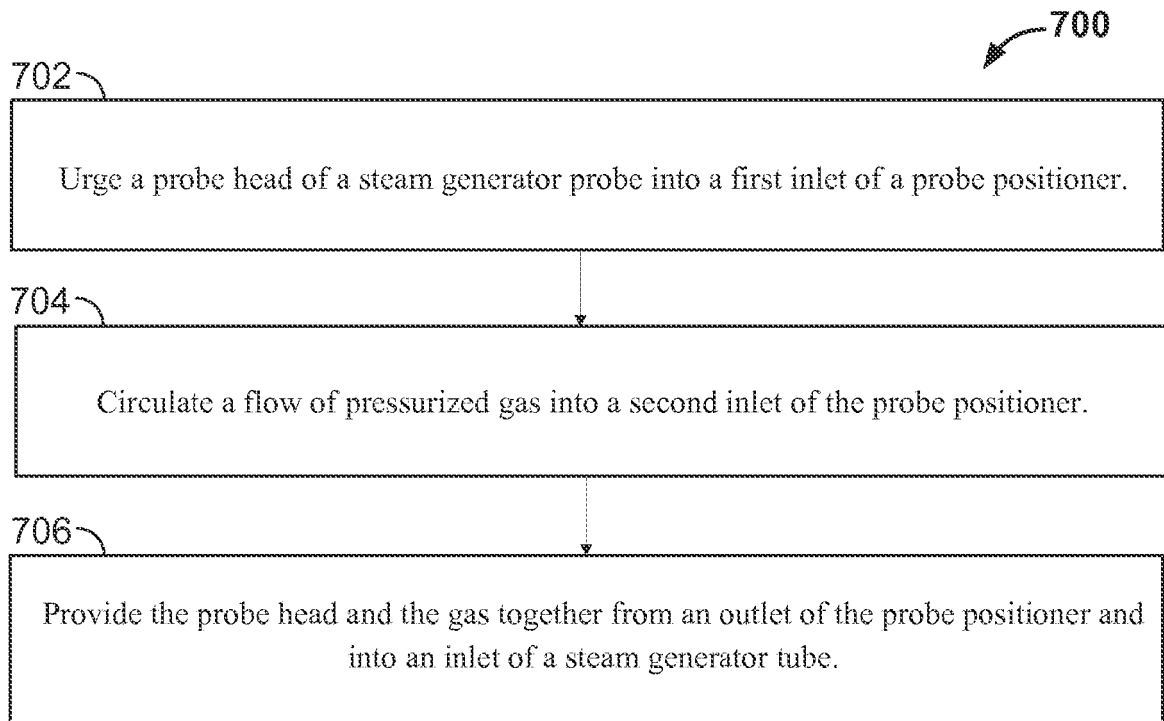 700
702
Urge a probe head of a steam generator probe into a first inlet of a probe positioner.
704
Circulate a flow of pressurized gas into a second inlet of the probe positioner.
706
Provide the probe head and the gas together from an outlet of the probe positioner and
into an inlet of a steam generator tube.